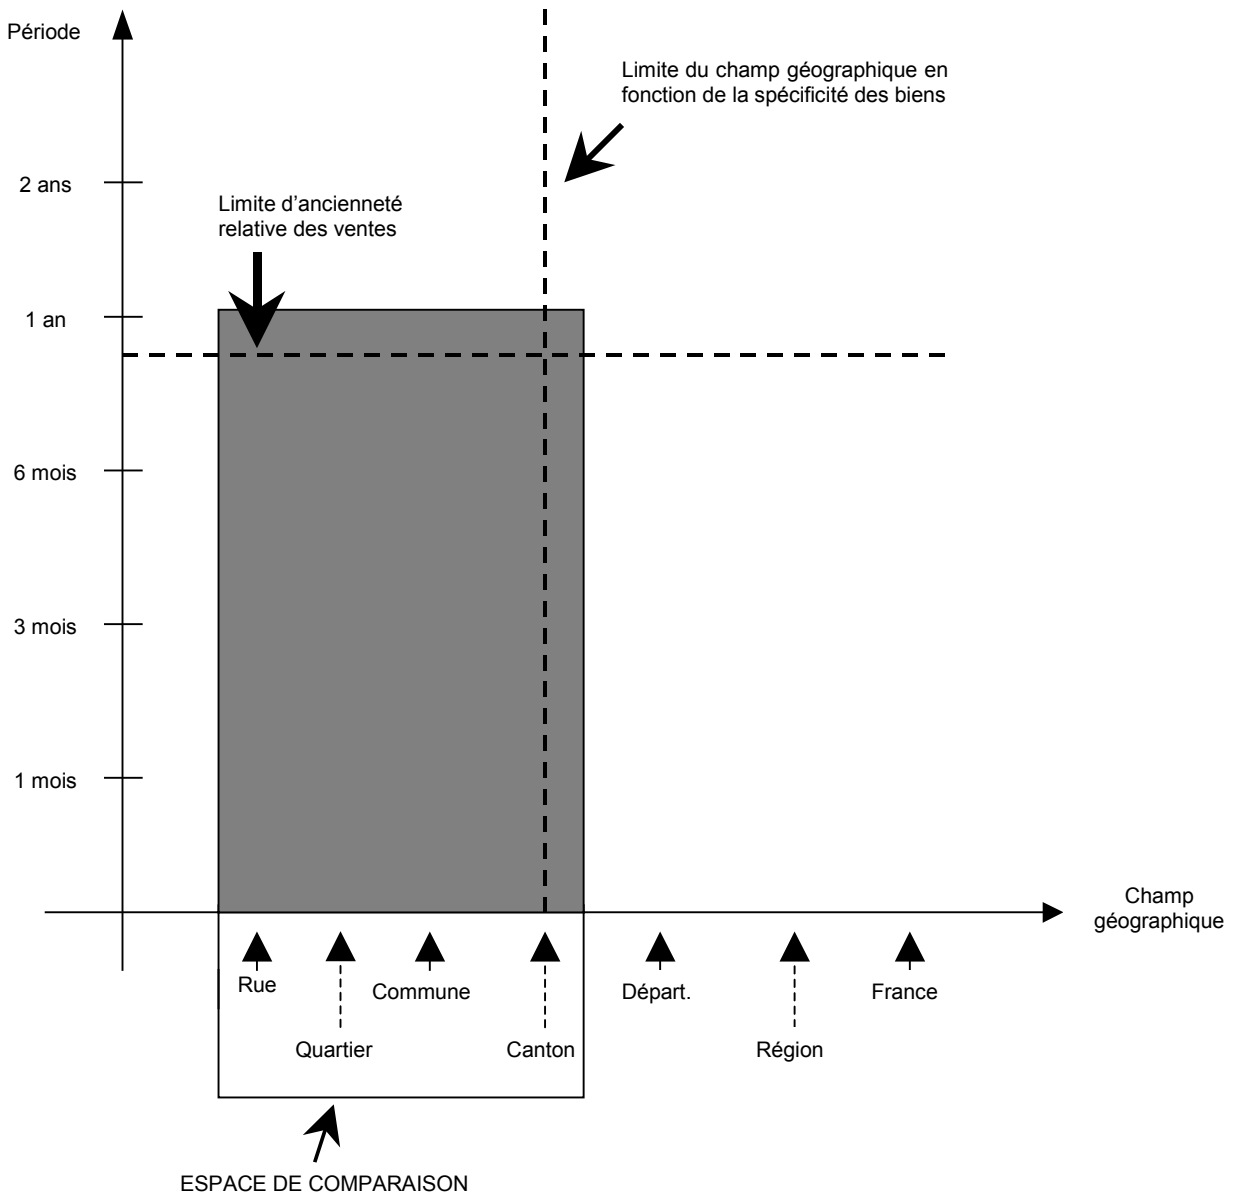 Période
Limite du champ géographique en
fonction de la spécificité des biens
2 ans
Limite d’ancienneté
relative des ventes
1 an
6 mois
3 mois
1 mois
Champ
géographique
Rue
Commune
Départ.
France
Quartier
Canton
Région
ESPACE DE COMPARAISON